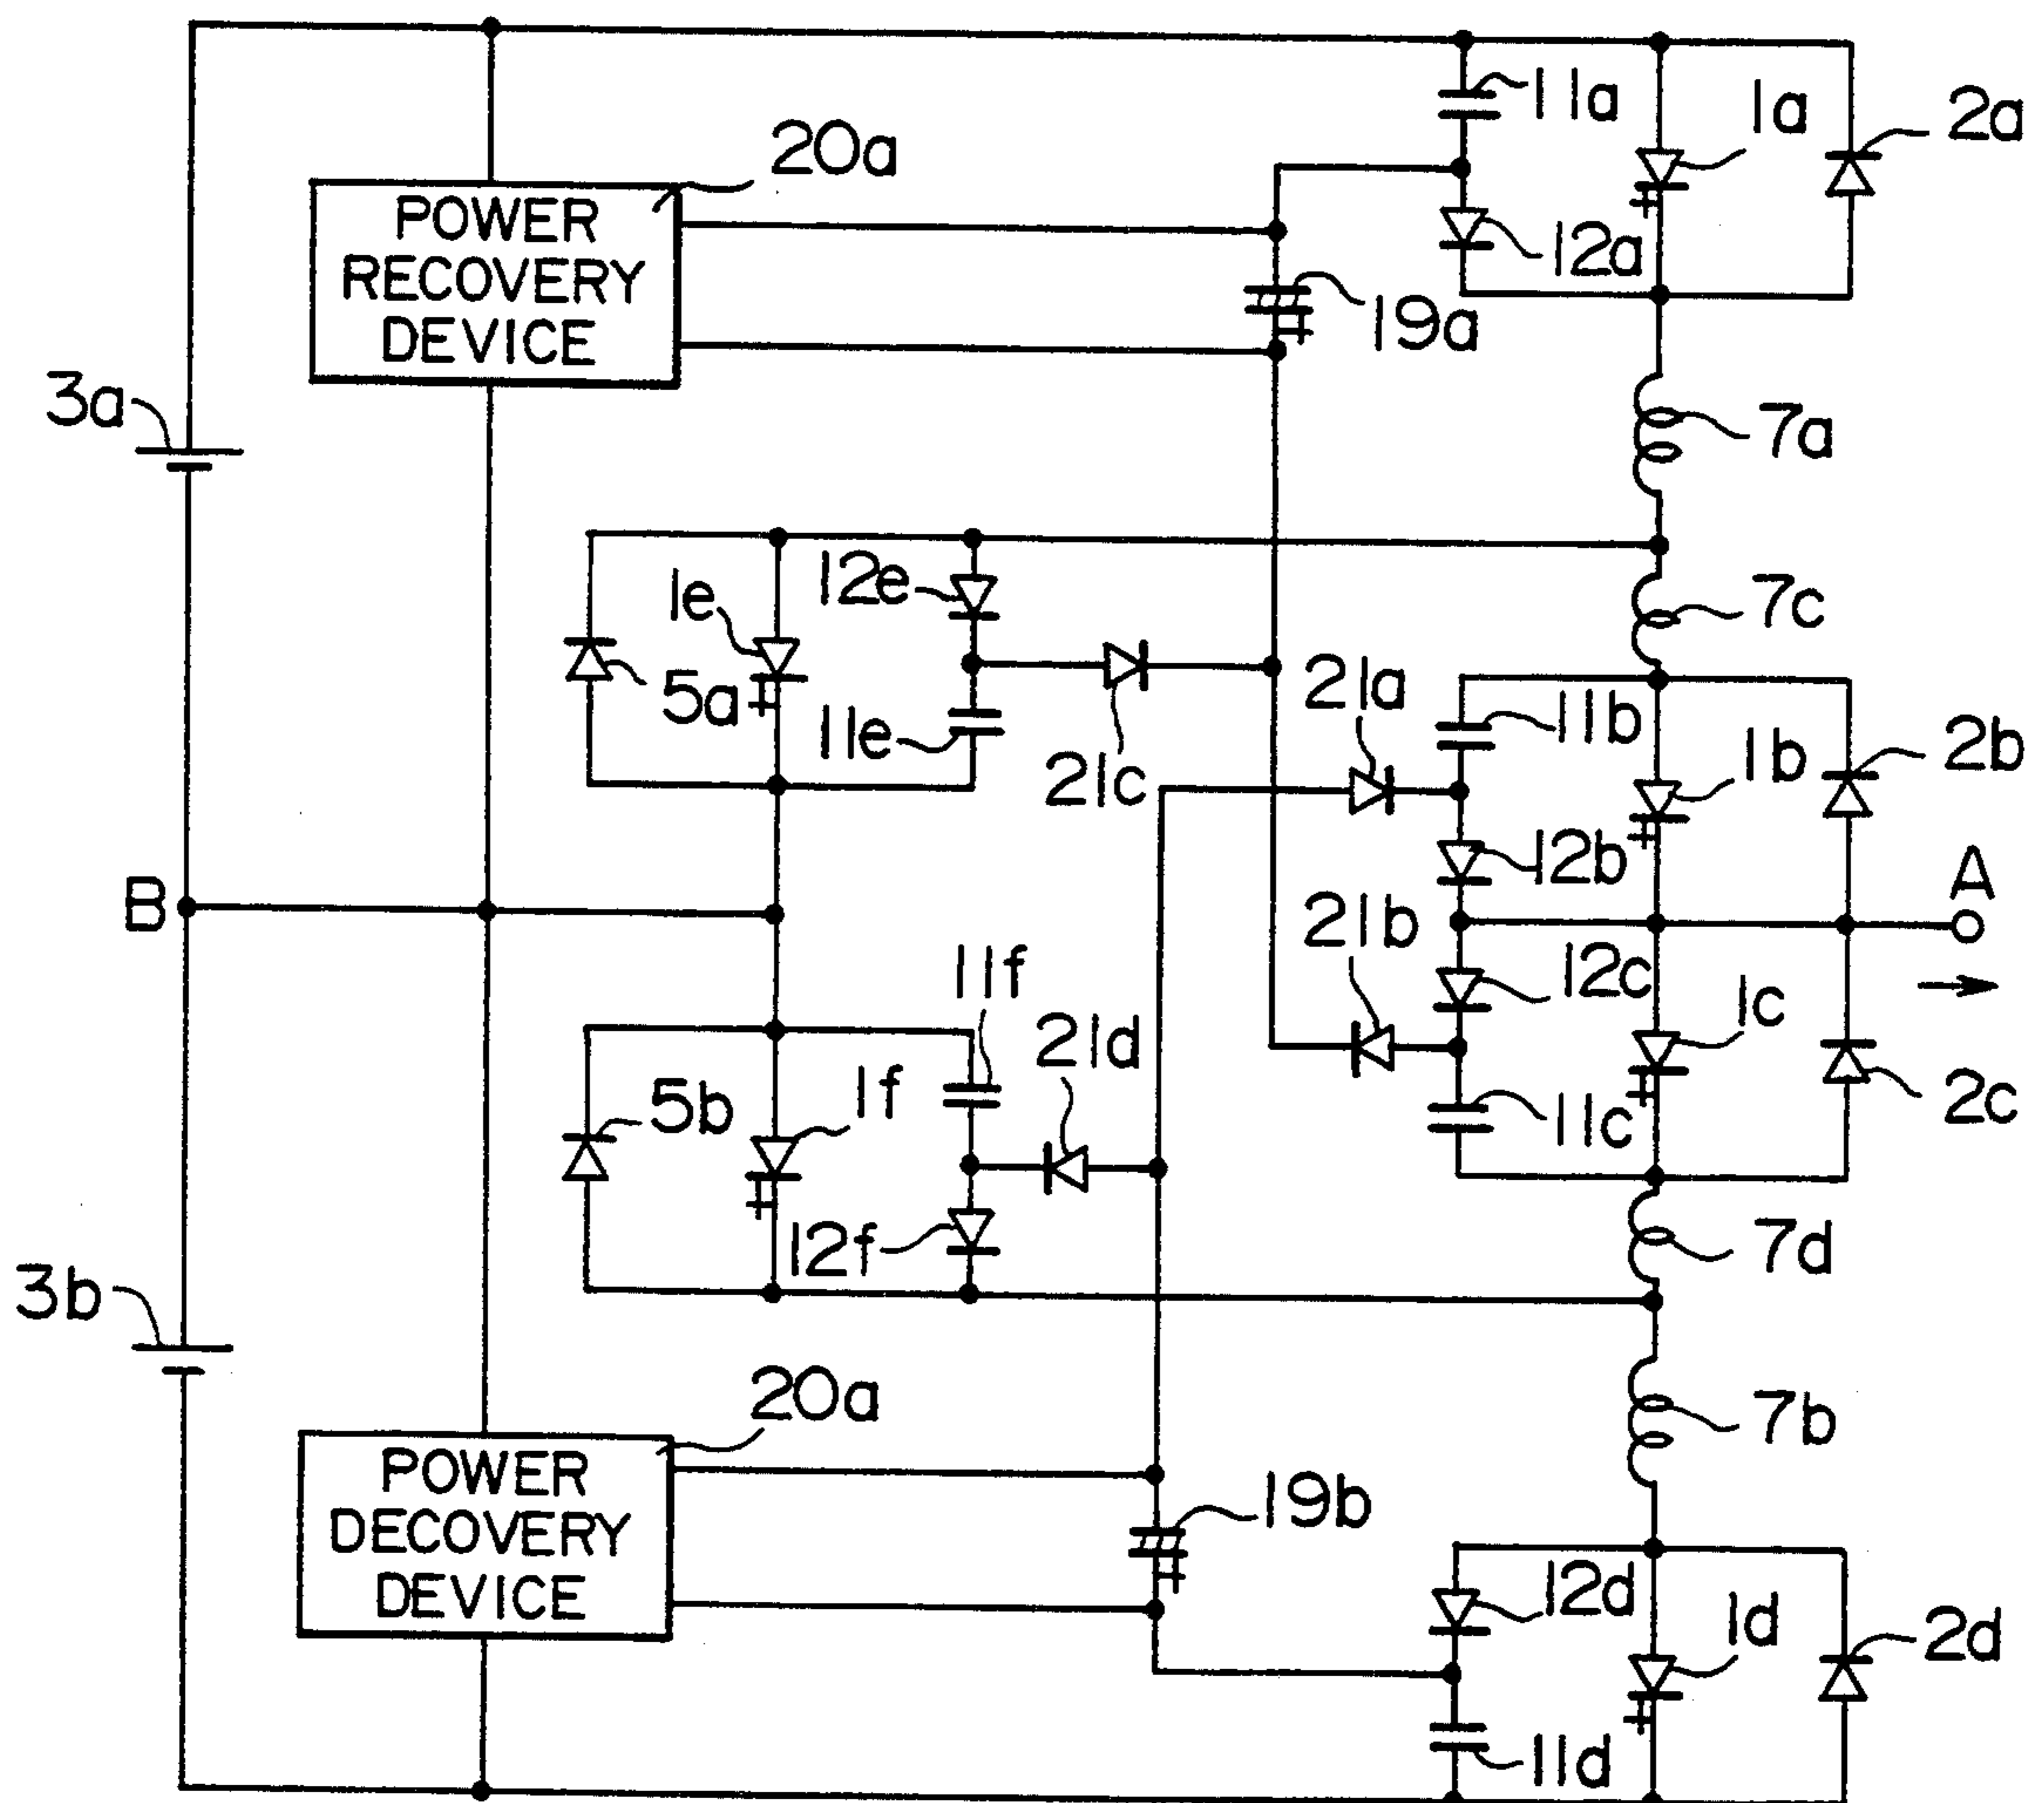 11a
1a
2a
20a
POWER
RECOVERY
DEVICE
12a
19a
3a
7a
12e
1e
7c
5a
11e
21c
21a
11b
1b
2b
12b
B
A
21b
11f
12c
1c
21d
5b
1f
11c
2c
12f
7d
3b
20a
7b
POWER
DECOVERY
DEVICE
19b
12d
1d
2d
11d